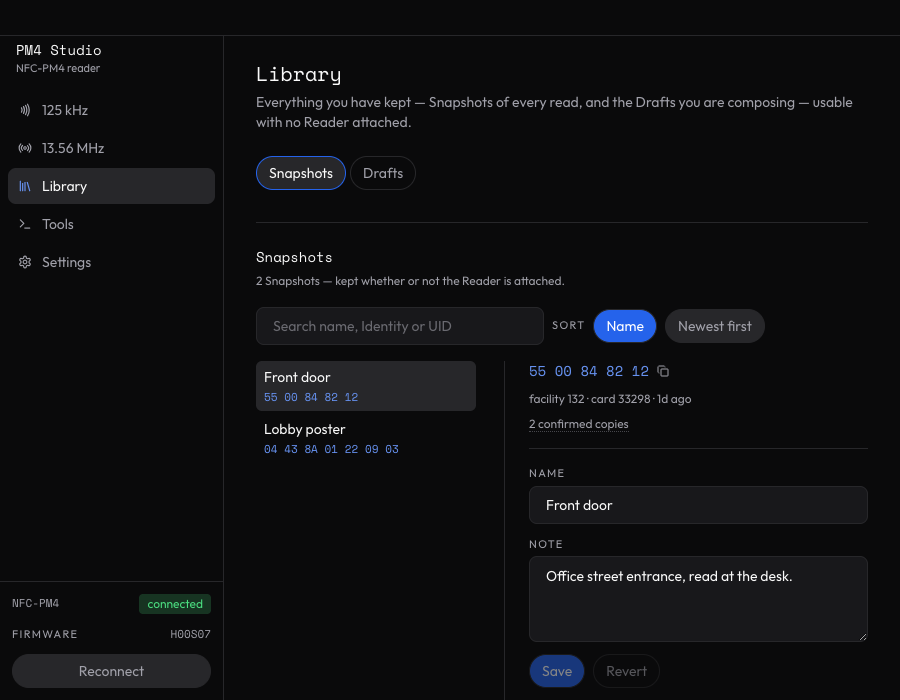 PM4 Studio
NFC-PM4 reader
125 kHz
13.56 MHz
Library
Tools
Settings
NFC-PM4
connected
FIRMWARE
H00S07
Reconnect
Library
Everything you have kept — Snapshots of every read, and the Drafts you are composing — usable
with no Reader attached.
Snapshots
Drafts
Snapshots
2 Snapshots — kept whether or not the Reader is attached.
Search name, Identity or UID
SORT
Name
Newest first
Front door
55 00 84 82 12
Lobby poster
04 43 8A 01 22 09 03
55 00 84 82 12
facility 132 · card 33298 · 1d ago
2 confirmed copies
NAME
Front door
NOTE
Office street entrance, read at the desk.
Save
Revert